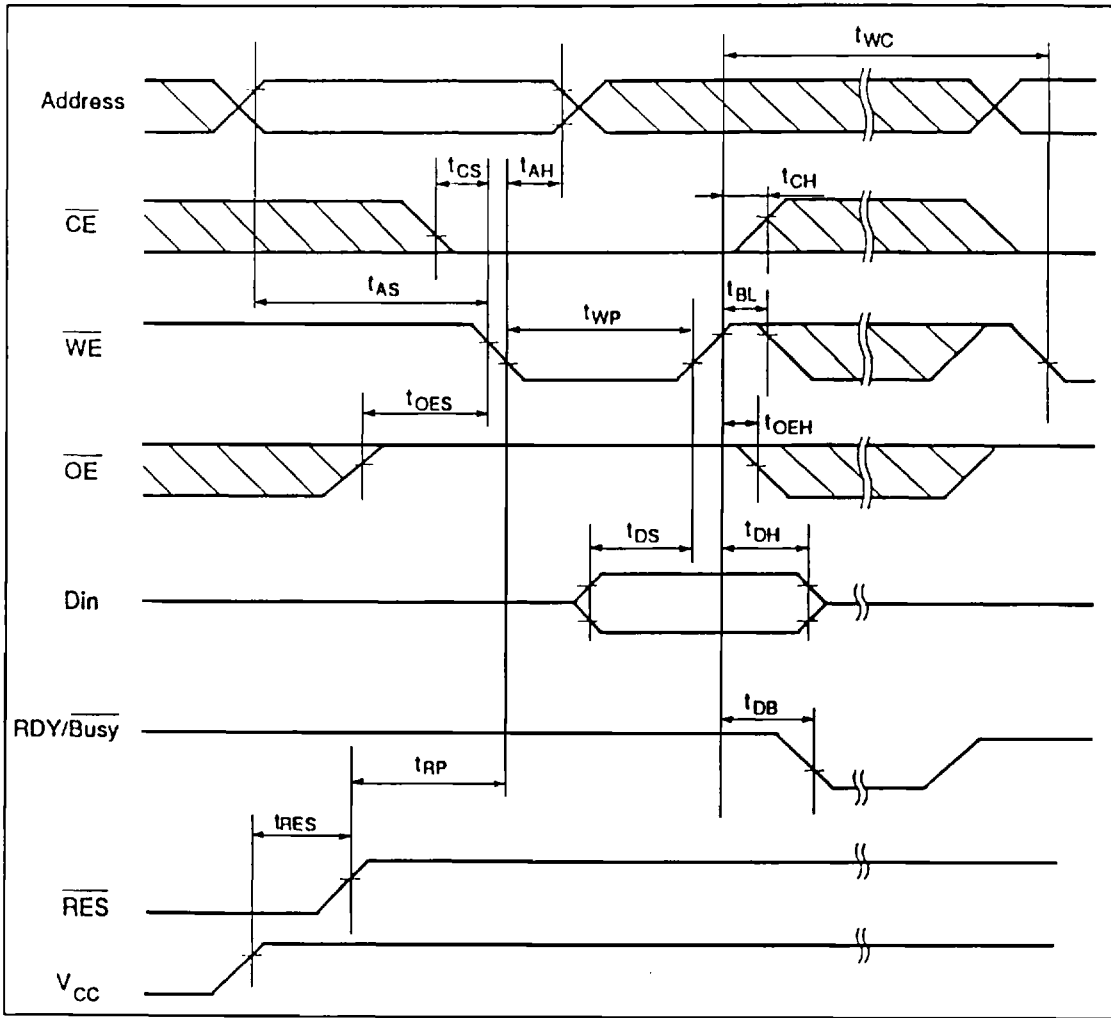 tWC
Address
tCS
tAH
tCH
CE
tAS
tBL
tWP
WE
tOES
tOEH
OE
tDS
tDH
Din
tDB
RDY/Busy
tRP
tRES
RES
VCC